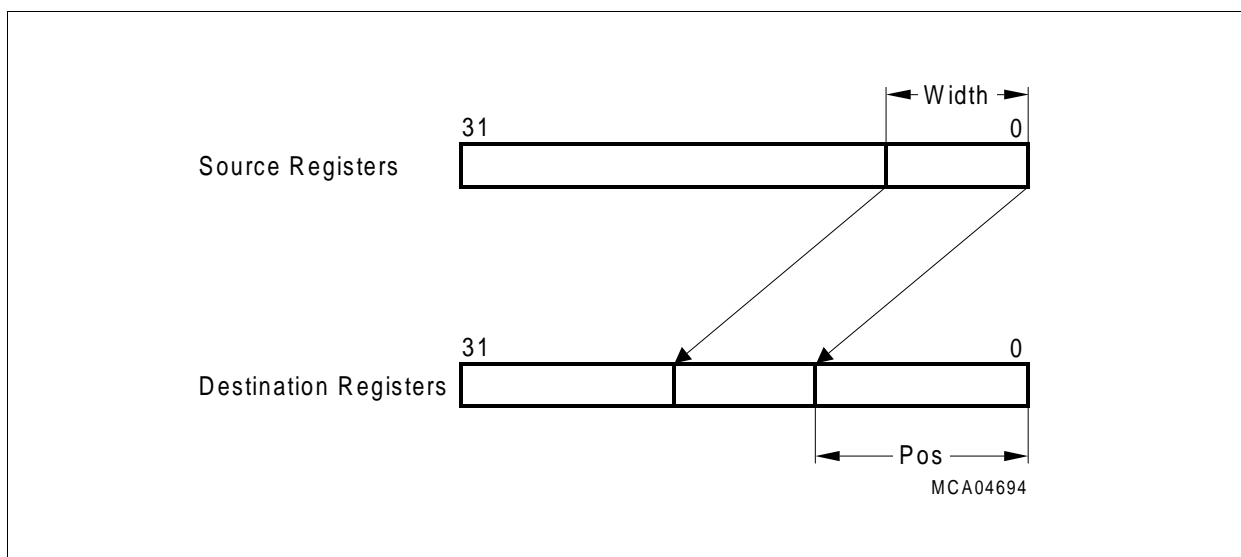 Width
31 0
Source Registers
31 0
Destination Registers
Pos
MCA04694